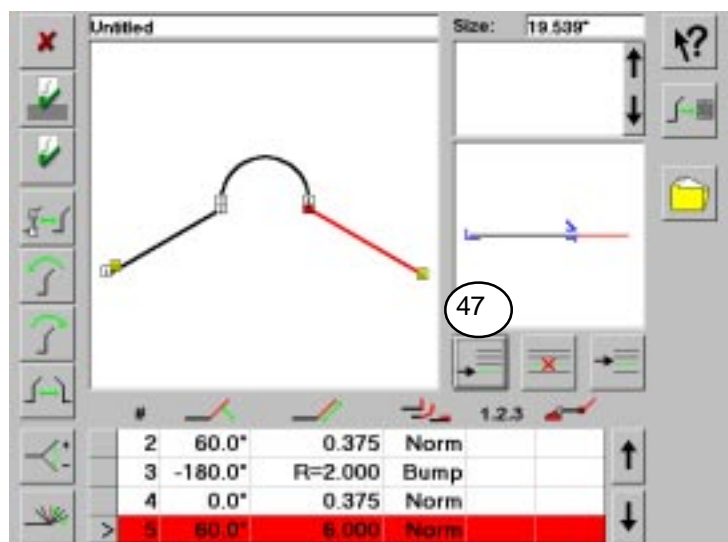 Untitled
Size: 19.539"
?
47
# 1.2.3
2 60.0° 0.375 Norm
3 -180.0° R=2.000 Bump
4 0.0° 0.375 Norm
> 5 60.0° 6.000 Norm